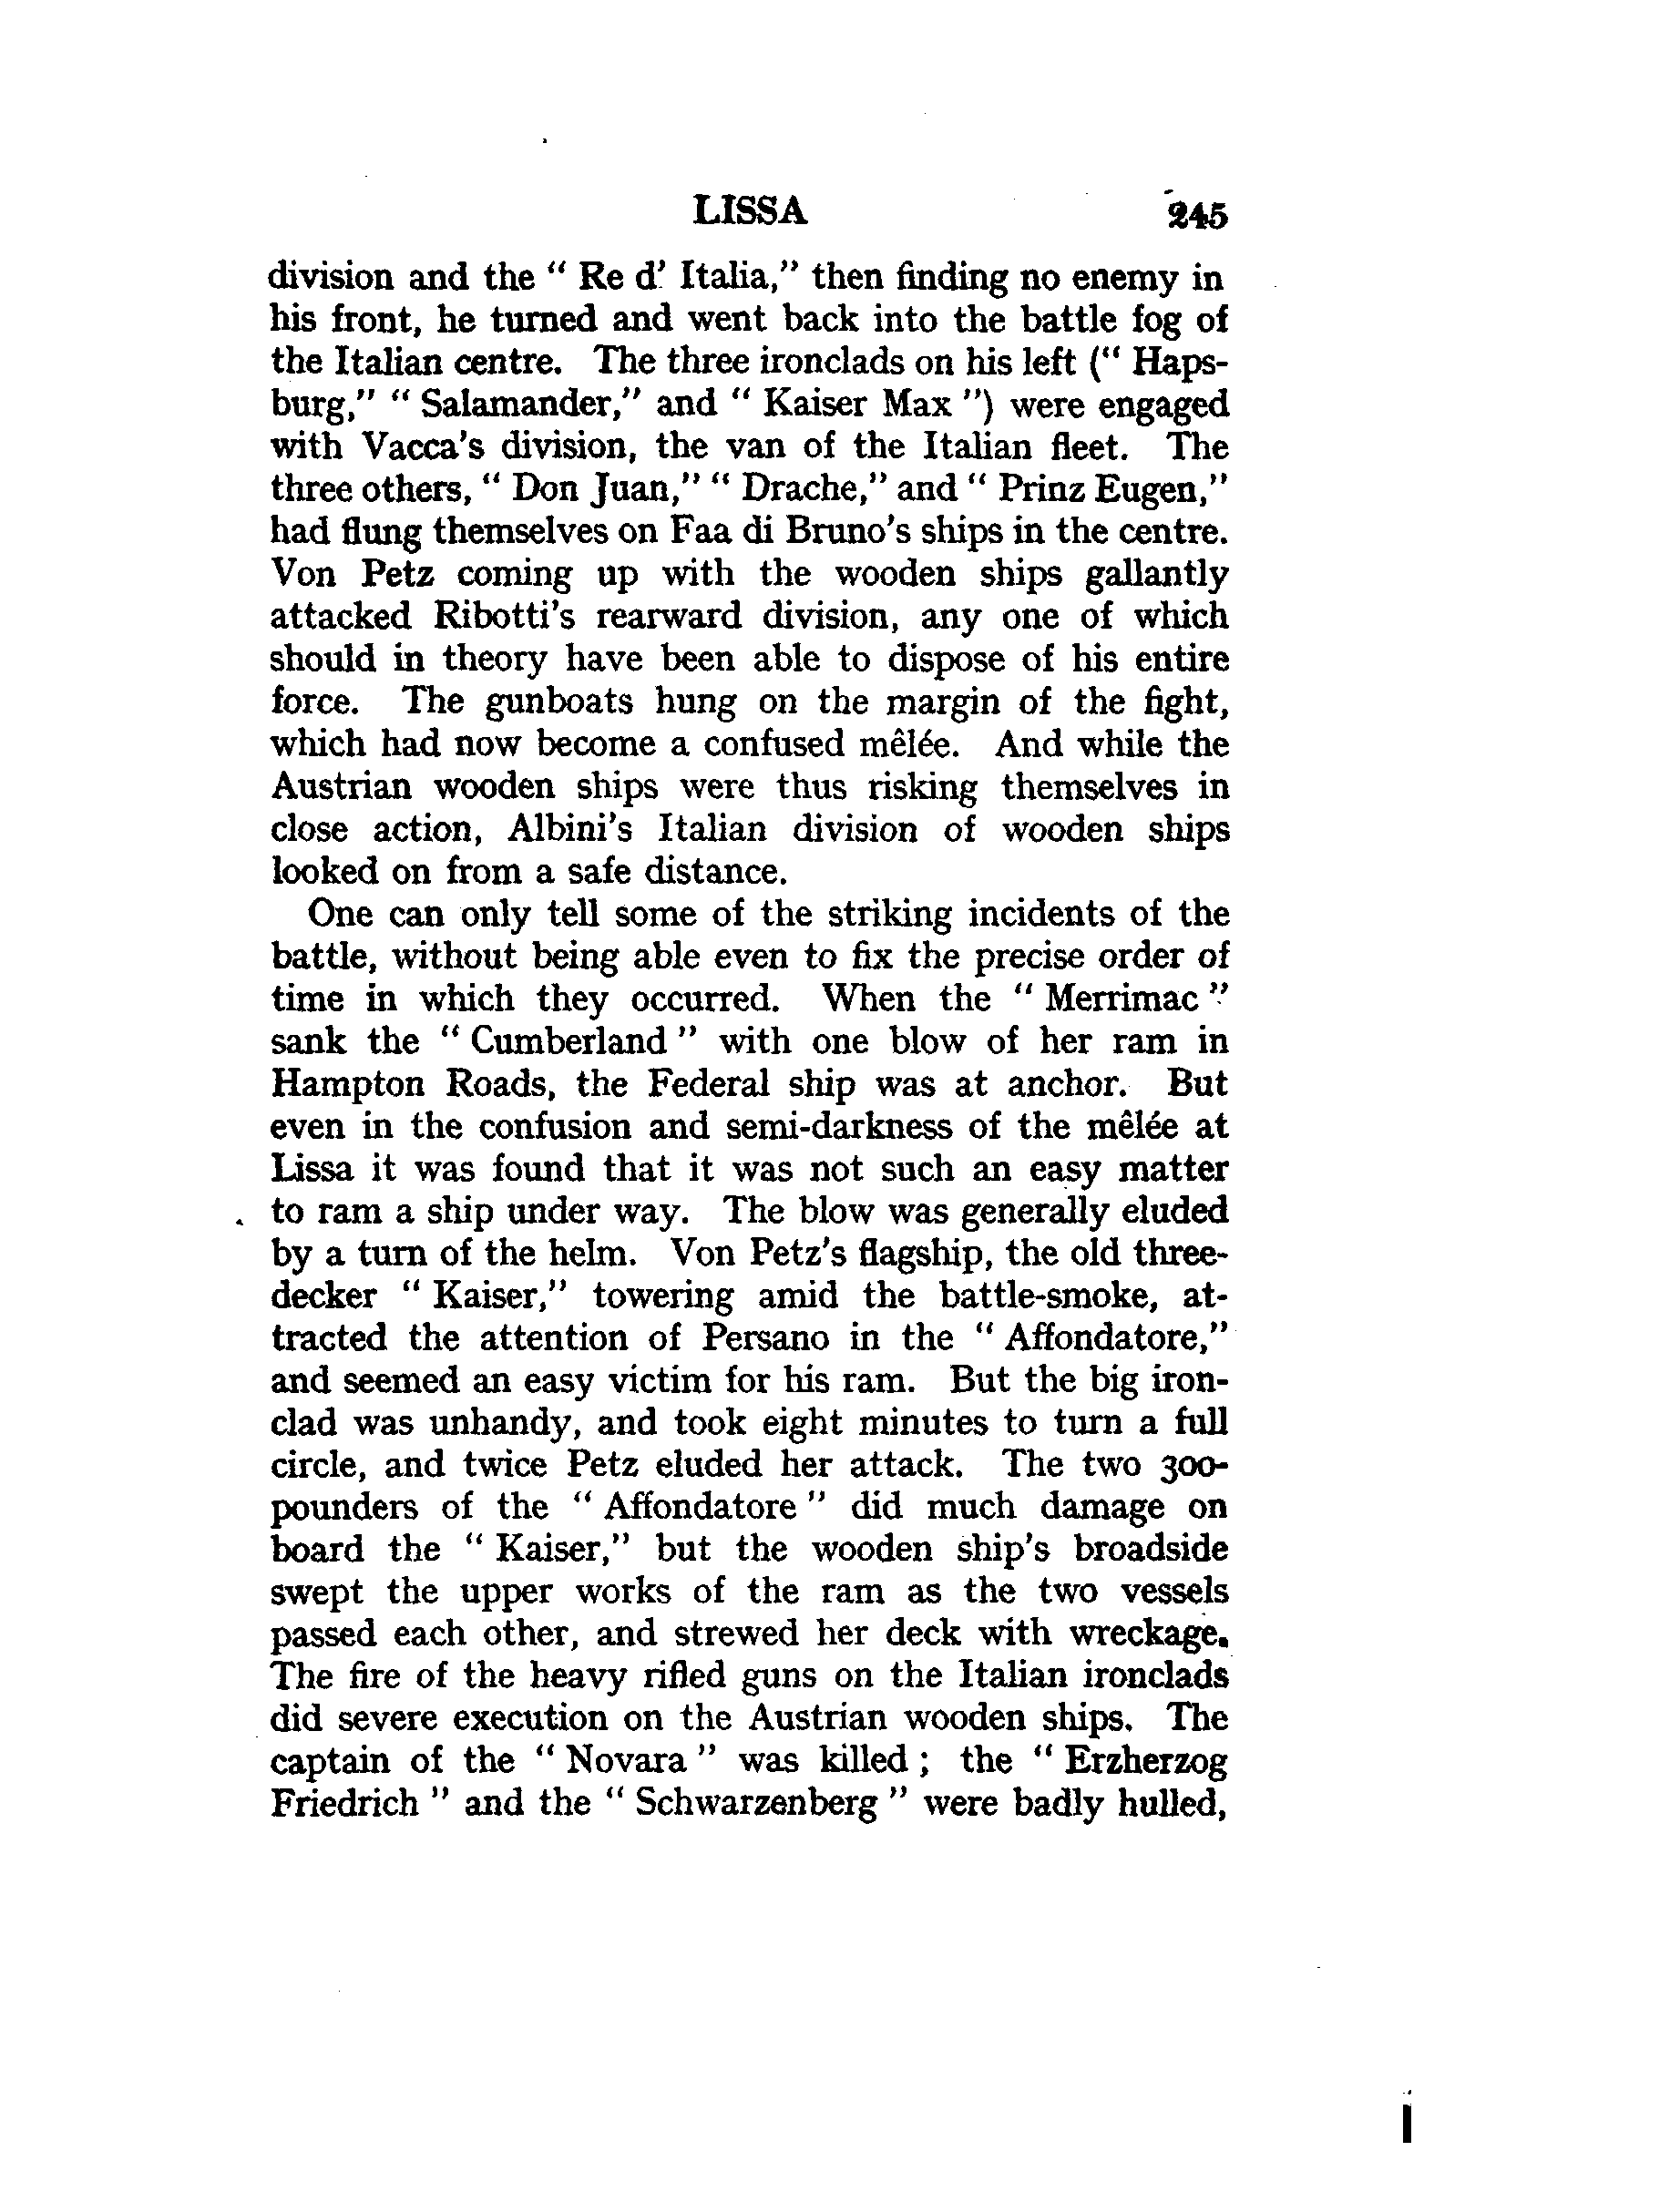 LISSA 245
division and the " Re d' Italia," then finding no enemy in
his front, he turned and went back into the battle fog of
the Italian centre. The three ironclads on his left (" Haps-
burg," " Salamander," and " Kaiser Max ") were engaged
with Vacca's division, the van of the Italian fleet. The
three others, " Don Juan," " Drache," and " Prinz Eugen,"
had flung themselves on Faa di Bruno's ships in the centre.
Von Petz coming up with the wooden ships gallantly
attacked Ribotti's rearward division, any one of which
should in theory have been able to dispose of his entire
force. The gunboats hung on the margin of the fight,
which had now become a confused mêlée. And while the
Austrian wooden ships were thus risking themselves in
close action, Albini's Italian division of wooden ships
looked on from a safe distance.
One can only tell some of the striking incidents of the
battle, without being able even to fix the precise order of
time in which they occurred. When the " Merrimac "
sank the " Cumberland " with one blow of her ram in
Hampton Roads, the Federal ship was at anchor. But
even in the confusion and semi-darkness of the mêlée at
Lissa it was found that it was not such an easy matter
to ram a ship under way. The blow was generally eluded
by a turn of the helm. Von Petz's flagship, the old three-
decker " Kaiser," towering amid the battle-smoke, at-
tracted the attention of Persano in the " Affondatore,"
and seemed an easy victim for his ram. But the big iron-
clad was unhandy, and took eight minutes to turn a full
circle, and twice Petz eluded her attack. The two 300-
pounders of the " Affondatore " did much damage on
board the " Kaiser," but the wooden ship's broadside
swept the upper works of the ram as the two vessels
passed each other, and strewed her deck with wreckage.
The fire of the heavy rifled guns on the Italian ironclads
did severe execution on the Austrian wooden ships. The
captain of the " Novara " was killed ; the " Erzherzog
Friedrich " and the " Schwarzenberg " were badly hulled,